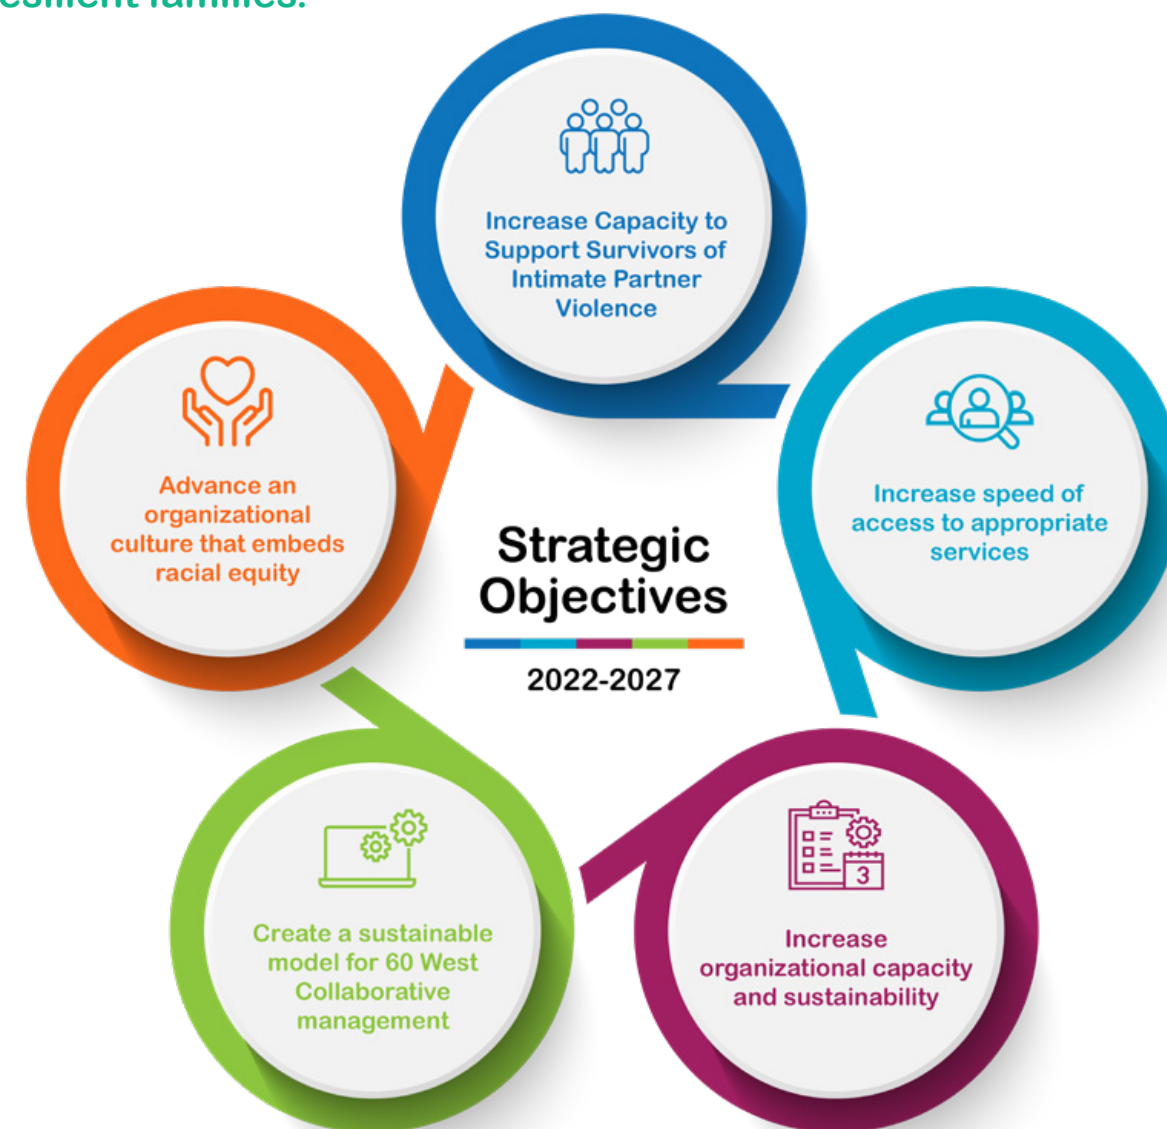 resilient families.
Increase Capacity to
Support Survivors of
Intimate Partner
Violence
Increase speed of
access to appropriate
services
Advance an
organizational
culture that embeds
racial equity
Strategic
Objectives
2022-2027
3
Increase
organizational capacity
and sustainability
Create a sustainable
model for 60 West
Collaborative
management